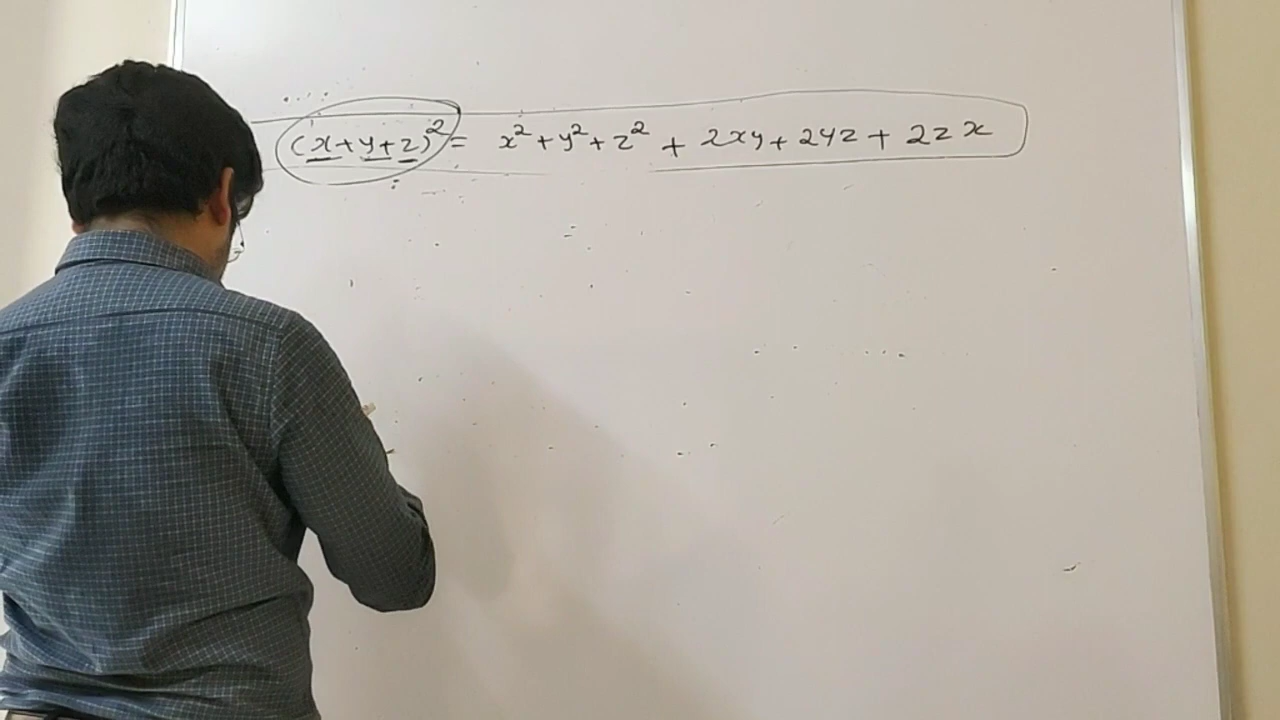 (x+y+z)² = x²+y²+z² + 2xy+2yz+2zx